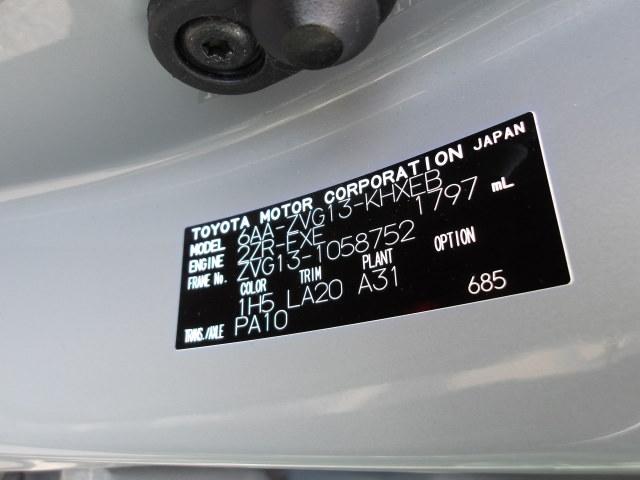 TOYOTA MOTOR CORPORATION JAPAN
MODEL 6AA-ZVG13-KHXEB
ENGINE 2ZR-FXE 1797 mL
FRAME No. ZVG13-1058752
COLOR TRIM PLANT OPTION
1H5 LA20 A31
TRANS./AXLE PA10 685